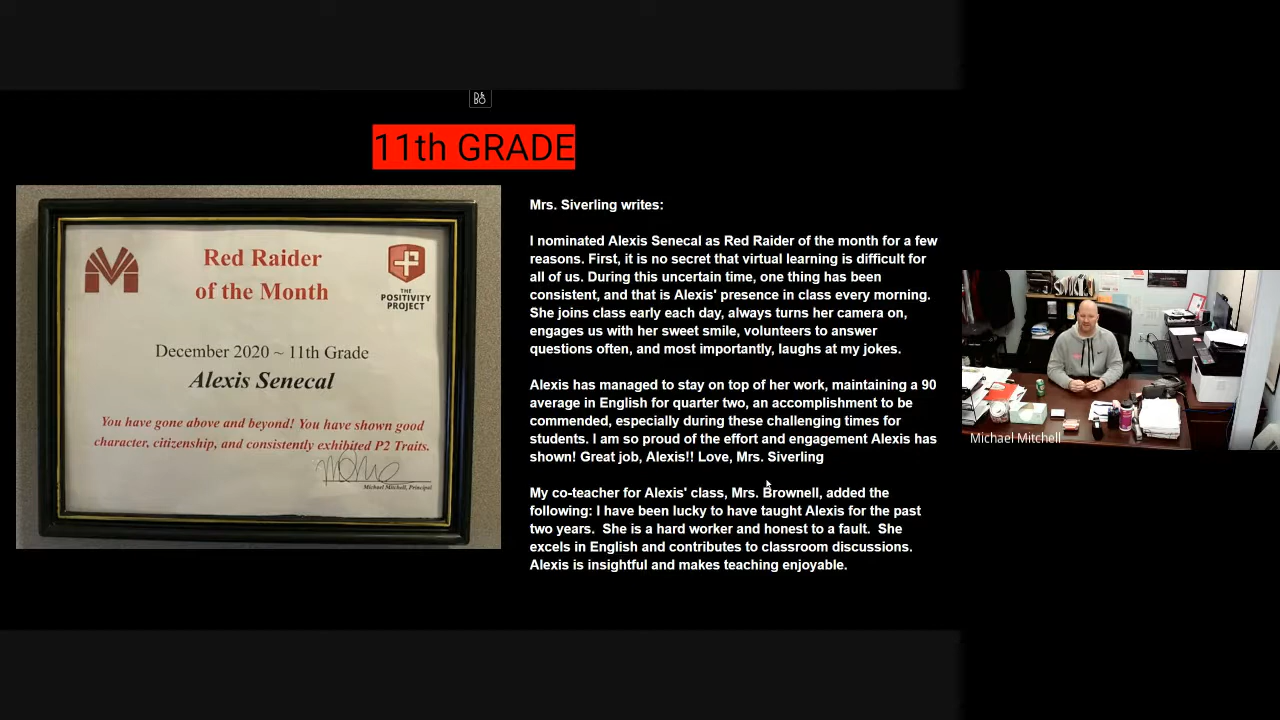 D&
BO
11th GRADE
Red Raider
of the Month
THE
POSITIVITY
PROJECT
December 2020 ~ 11th Grade
Alexis Senecal
You have gone above and beyond! You have shown good
character, citizenship, and consistently exhibited P2 Traits.
Michael Mitchell, Principal
Mrs. Siverling writes:
I nominated Alexis Senecal as Red Raider of the month for a few
reasons. First, it is no secret that virtual learning is difficult for
all of us. During this uncertain time, one thing has been
consistent, and that is Alexis' presence in class every morning.
She joins class early each day, always turns her camera on,
engages us with her sweet smile, volunteers to answer
questions often, and most importantly, laughs at my jokes.
Alexis has managed to stay on top of her work, maintaining a 90
average in English for quarter two, an accomplishment to be
commended, especially during these challenging times for
students. I am so proud of the effort and engagement Alexis has
shown! Great job, Alexis!! Love, Mrs. Siverling
My co-teacher for Alexis' class, Mrs. Brownell, added the
following: I have been lucky to have taught Alexis for the past
two years.  She is a hard worker and honest to a fault.  She
excels in English and contributes to classroom discussions.
Alexis is insightful and makes teaching enjoyable.
Michael Mitchell